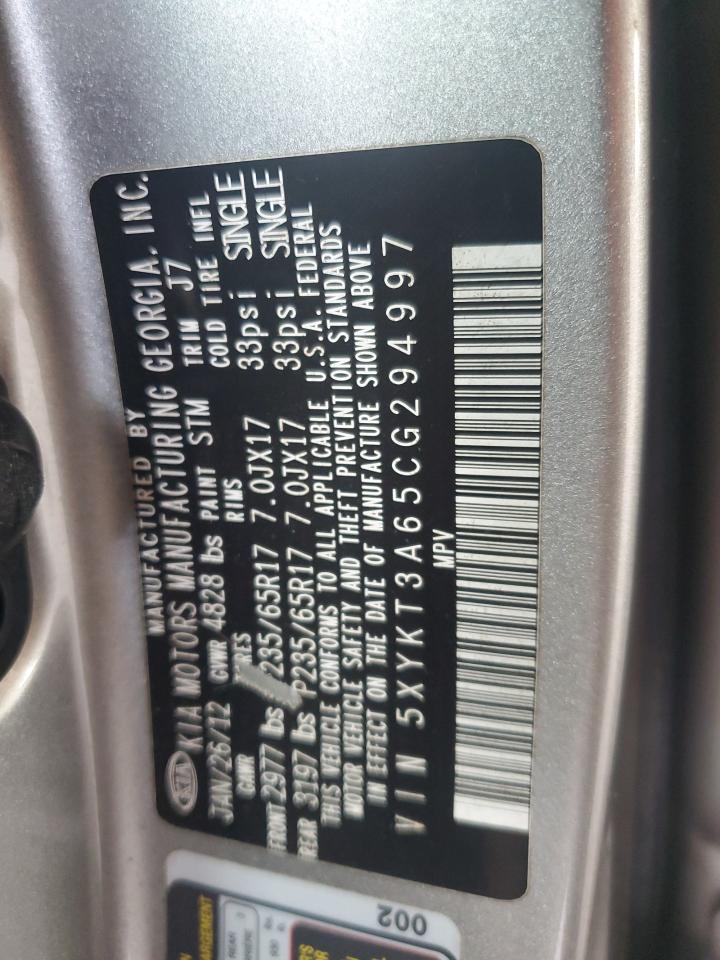 MANUFACTURED BY
KIA KIA MOTORS MANUFACTURING GEORGIA, INC.
JAN/26/12 GVWR 4828 lbs PAINT STM TRIM J7
GAWR RIMS COLD TIRE INFL
FRONT 2977 lbs P235/65R17 7.0JX17 33psi SINGLE
REAR 3197 lbs P235/65R17 7.0JX17 33psi SINGLE
THIS VEHICLE CONFORMS TO ALL APPLICABLE U.S.A. FEDERAL
MOTOR VEHICLE SAFETY AND THEFT PREVENTION STANDARDS
IN EFFECT ON THE DATE OF MANUFACTURE SHOWN ABOVE
VIN 5XYKT3A65CG294997
MPV
002
REAR